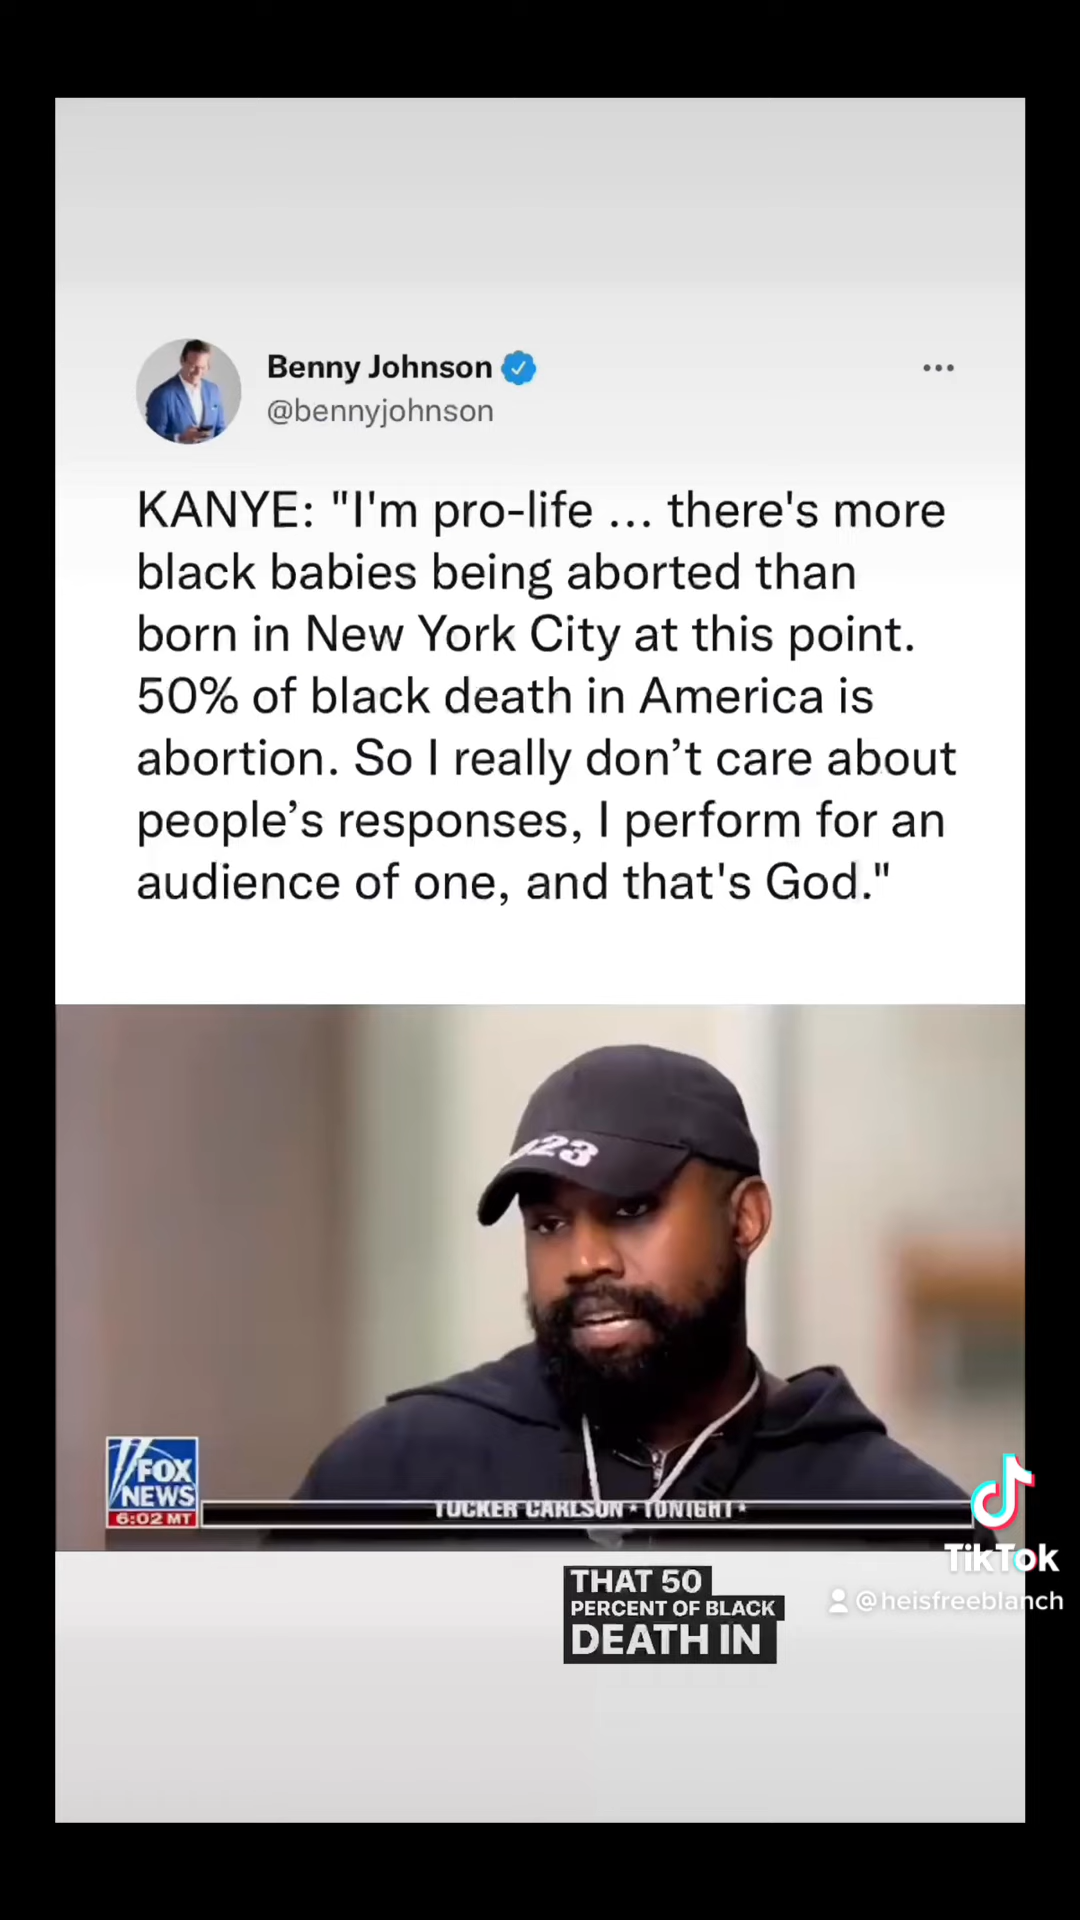 Benny Johnson
@bennyjohnson
KANYE: "I'm pro-life ... there's more
black babies being aborted than
born in New York City at this point.
50% of black death in America is
abortion. So I really don’t care about
people’s responses, I perform for an
audience of one, and that's God."
23
FOX
NEWS
6:02 MT
TUCKER CARLSON * TONIGHT *
TikTok
@heisfreeblanch
THAT 50
PERCENT OF BLACK
DEATH IN